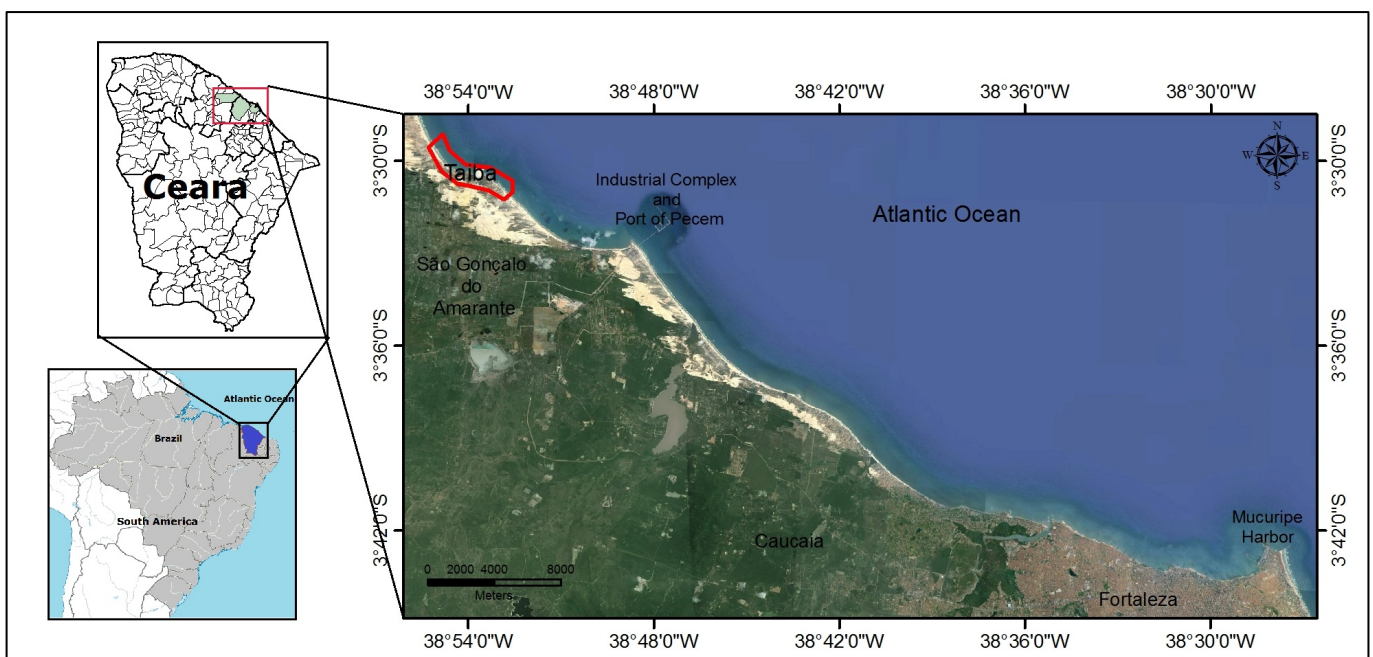 Ceara
Atlantic Ocean
Brazil
South America
38°54'0"W
38°48'0"W
38°42'0"W
38°36'0"W
38°30'0"W
3°30'0"S
3°36'0"S
3°42'0"S
Taiba
Industrial Complex
and
Port of Pecem
Atlantic Ocean
N
W
E
S
3°30'0"S
3°36'0"S
3°42'0"S
São Gonçalo
do
Amarante
Caucaia
Mucuripe
Harbor
Fortaleza
0 2000 4000 8000
Meters
38°54'0"W
38°48'0"W
38°42'0"W
38°36'0"W
38°30'0"W